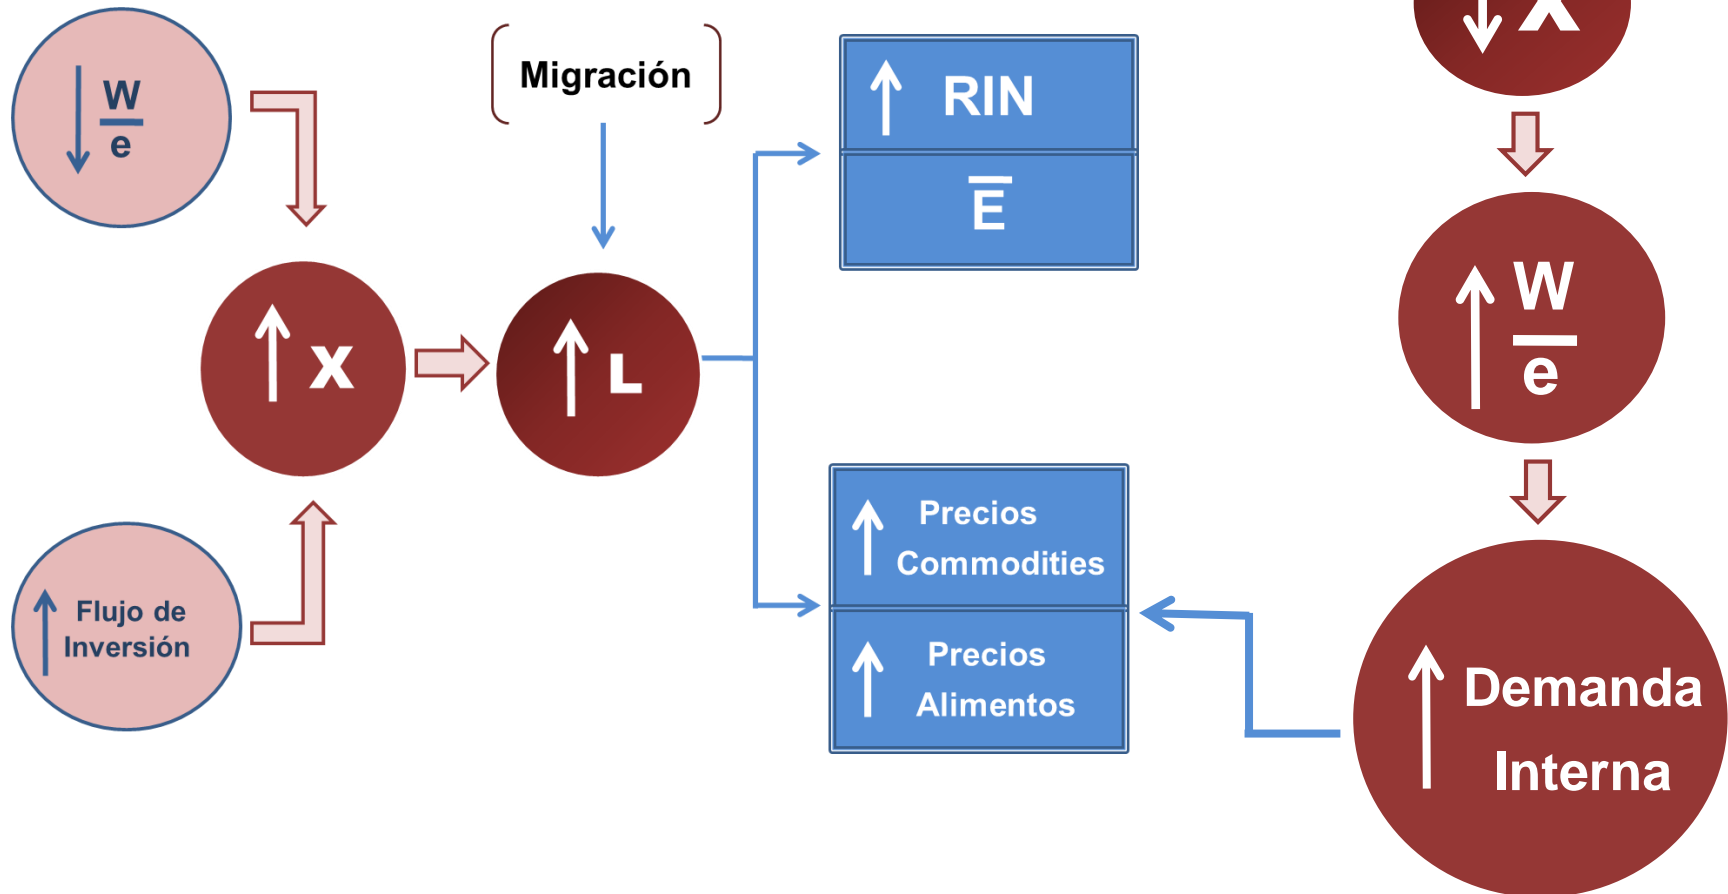 W
e
Migración
RIN
E
X
L
X
W
e
Flujo de
Inversión
Precios
Commodities
Precios
Alimentos
Demanda
Interna